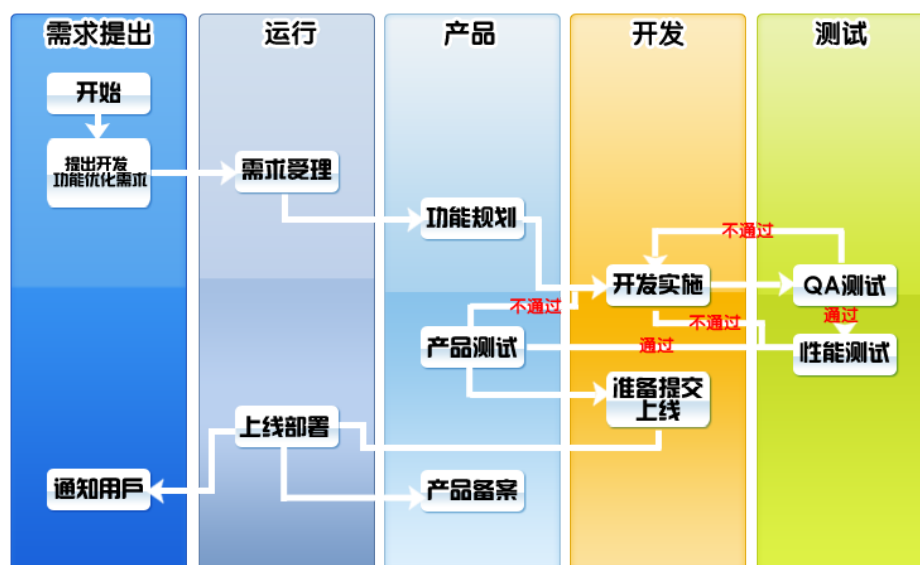 需求提出
运行
产品
开发
测试
开始
提出开发
功能优化需求
需求受理
功能规划
不通过
开发实施
QA测试
不通过
不通过
通过
产品测试
通过
性能测试
准备提交
上线
上线部署
通知用戶
产品备案